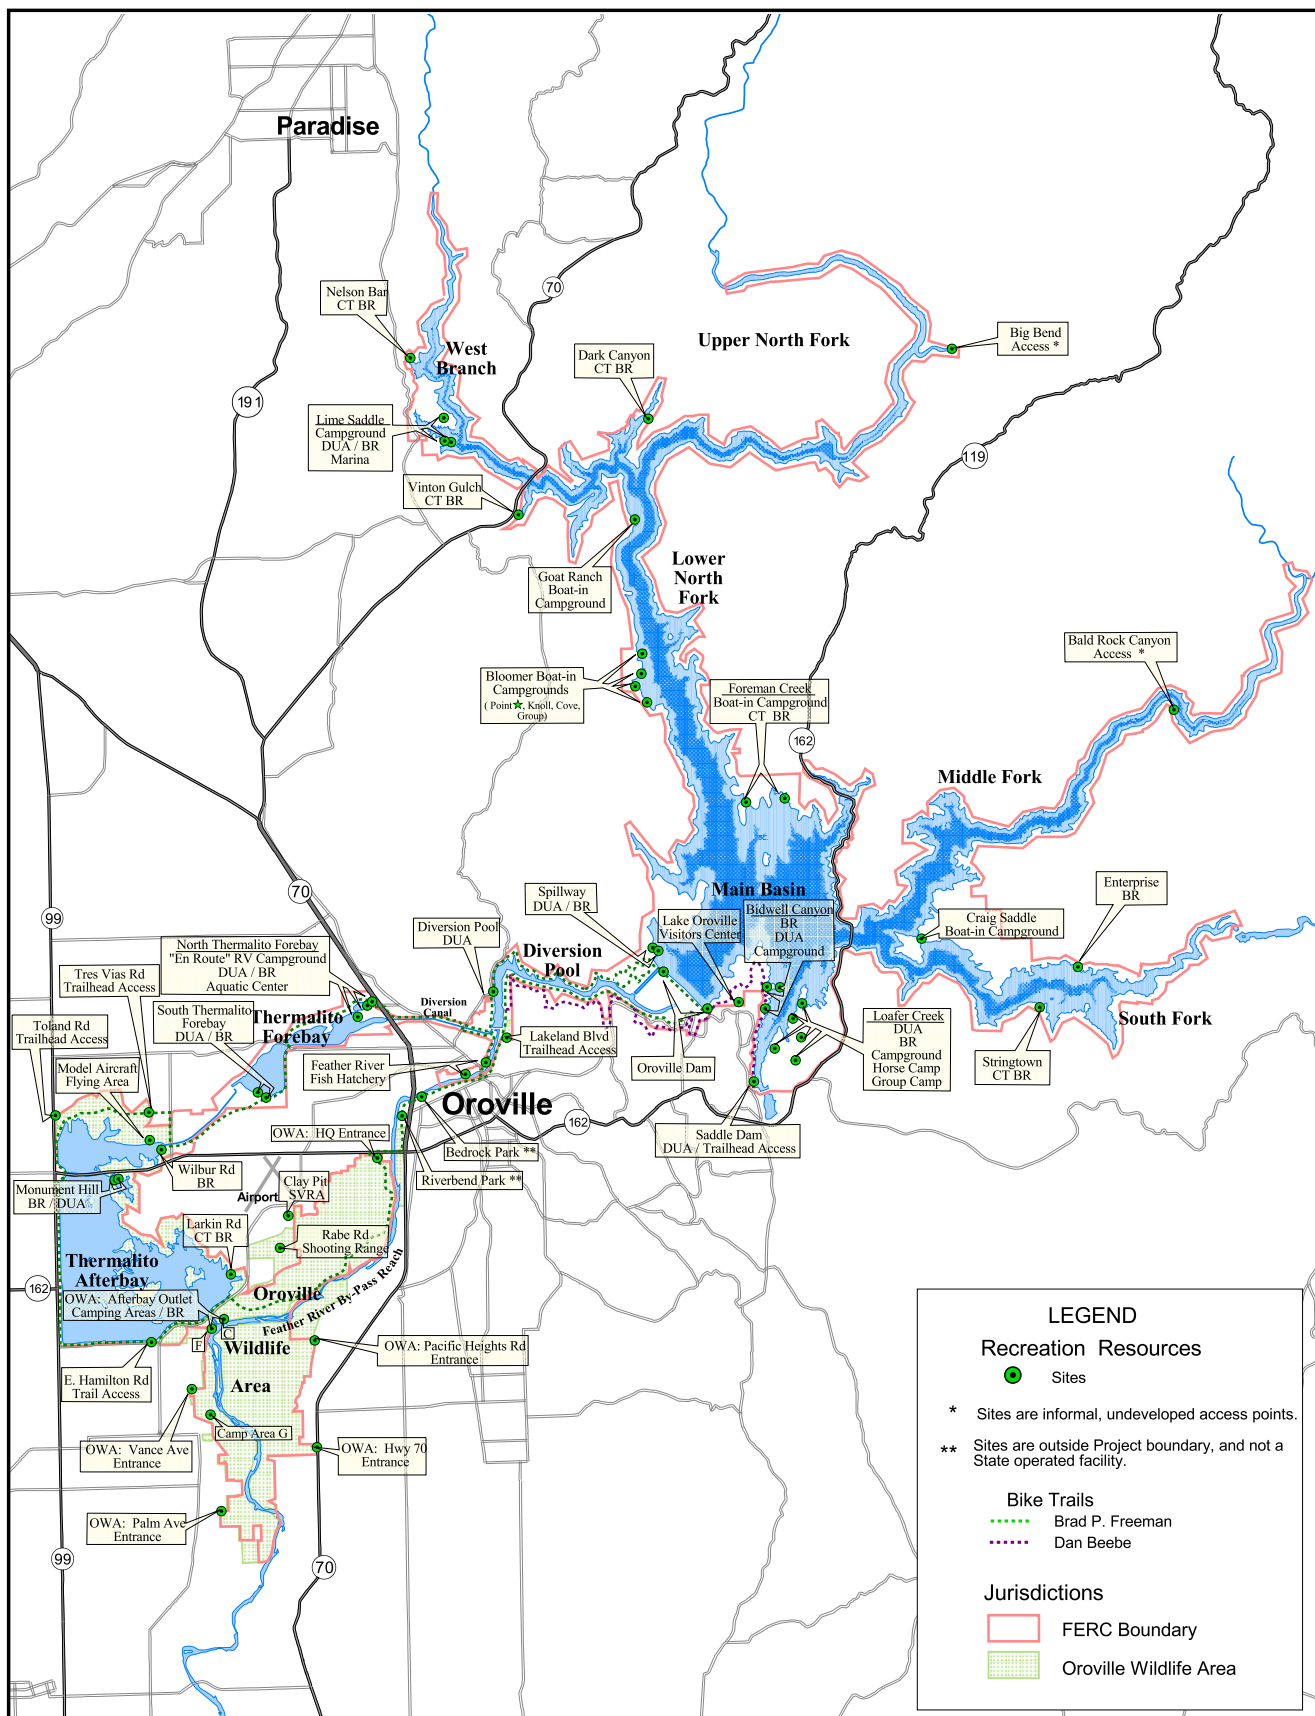 Paradise
70
Nelson Bar
CT BR
West
Branch
Upper North Fork
Big Bend
Access *
Dark Canyon
CT BR
191
Lime Saddle
Campground
DUA / BR
Marina
119
Vinton Gulch
CT BR
Goat Ranch
Boat-in
Campground
Lower
North
Fork
Bald Rock Canyon
Access *
Bloomer Boat-in
Campgrounds
( Point ★, Knoll, Cove,
Group)
Foreman Creek
Boat-in Campground
CT BR
162
Middle Fork
70
99
Main Basin
Spillway
DUA / BR
Lake Oroville
Visitors Center
Bidwell Canyon
BR
DUA
Campground
Enterprise
BR
Craig Saddle
Boat-in Campground
Diversion Pool
DUA
Diversion
Pool
North Thermalito Forebay
"En Route" RV Campground
DUA / BR
Aquatic Center
Tres Vias Rd
Trailhead Access
South Thermalito
Forebay
DUA / BR
Thermalito
Forebay
Diversion
Canal
Toland Rd
Trailhead Access
Lakeland Blvd
Trailhead Access
Loafer Creek
DUA
BR
Campground
Horse Camp
Group Camp
South Fork
Stringtown
CT BR
Model Aircraft
Flying Area
Feather River
Fish Hatchery
Oroville Dam
Oroville
162
OWA: HQ Entrance
Bedrock Park **
Saddle Dam
DUA / Trailhead Access
Wilbur Rd
BR
Riverbend Park **
Monument Hill
BR / DUA
Airport
Clay Pit
SVRA
Larkin Rd
CT BR
Rabe Rd
Shooting Range
Thermalito
Afterbay
162
OWA: Afterbay Outlet
Camping Areas / BR
Oroville
Feather River By-Pass Reach
C
F
Wildlife
OWA: Pacific Heights Rd
Entrance
E. Hamilton Rd
Trail Access
Area
Camp Area G
OWA: Vance Ave
Entrance
OWA: Hwy 70
Entrance
OWA: Palm Ave
Entrance
99
70
LEGEND
Recreation Resources
Sites
* Sites are informal, undeveloped access points.
** Sites are outside Project boundary, and not a
State operated facility.
Bike Trails
Brad P. Freeman
Dan Beebe
Jurisdictions
FERC Boundary
Oroville Wildlife Area